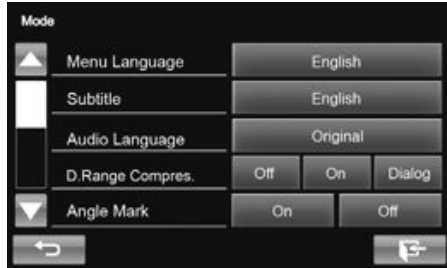 Mode
Menu Language English
Subtitle English
Audio Language Original
D.Range Compres. Off On Dialog
Angle Mark On Off